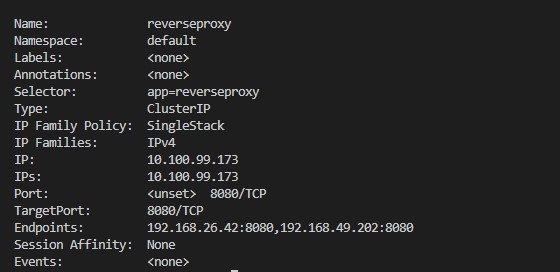 Name: reverseproxy
Namespace: default
Labels: <none>
Annotations: <none>
Selector: app=reverseproxy
Type: ClusterIP
IP Family Policy: SingleStack
IP Families: IPv4
IP: 10.100.99.173
IPs: 10.100.99.173
Port: <unset> 8080/TCP
TargetPort: 8080/TCP
Endpoints: 192.168.26.42:8080,192.168.49.202:8080
Session Affinity: None
Events: <none>